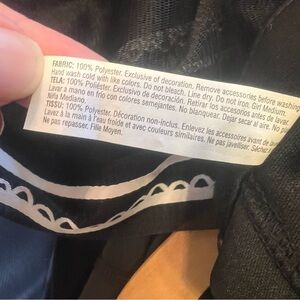 FABRIC: 100% Polyester. Exclusive of decoration. Remove accessories before washing.
Hand wash cold with like colors. Do not bleach. Line dry. Do not iron. Girl Medium.
TELA: 100% Poliéster. Exclusivo de decoración. Retirar los accesorios antes de lavar.
Lavar a mano en frío con colores semejantes. No blanquear. Dejar secar al aire. No
Niña Mediano.
TISSU: 100% Polyester. Décoration non-inclus. Enlevez les accessoires avant de
Lavez à la main à l'eau froide et avec couleurs similaires. Ne pas javelliser. Séchez
Ne pas repasser. Fille Moyen.